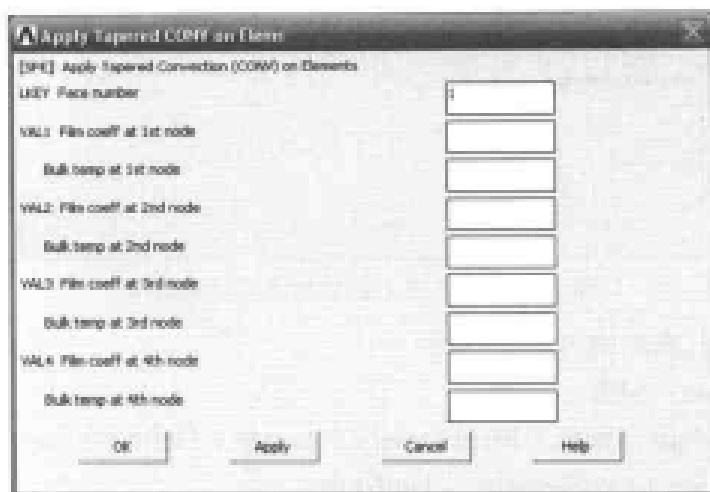 Apply Tapered CONV on Elems
[SFE] Apply Tapered Convection (CONV) on Elements
LKEY Face number
1
VAL1 Film coeff at 1st node
Bulk temp at 1st node
VAL2 Film coeff at 2nd node
Bulk temp at 2nd node
VAL3 Film coeff at 3rd node
Bulk temp at 3rd node
VAL4 Film coeff at 4th node
Bulk temp at 4th node
OK Apply Cancel Help